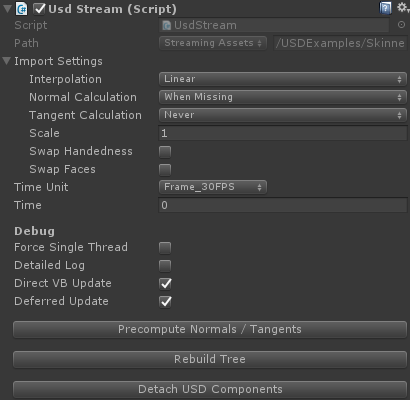 Usd Stream (Script)
Script UsdStream
Path Streaming Assets /USDExamples/Skinne
Import Settings
Interpolation Linear
Normal Calculation When Missing
Tangent Calculation Never
Scale 1
Swap Handedness
Swap Faces
Time Unit Frame_30FPS
Time 0
Debug
Force Single Thread
Detailed Log
Direct VB Update
Deferred Update
Precompute Normals / Tangents
Rebuild Tree
Detach USD Components